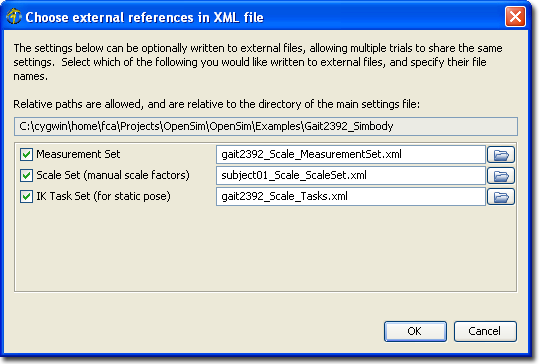 Choose external references in XML file
The settings below can be optionally written to external files, allowing multiple trials to share the same
settings.  Select which of the following you would like written to external files, and specify their file
names.
Relative paths are allowed, and are relative to the directory of the main settings file:
C:\cygwin\home\fca\Projects\OpenSim\OpenSim\Examples\Gait2392_Simbody
Measurement Set gait2392_Scale_MeasurementSet.xml
Scale Set (manual scale factors) subject01_Scale_ScaleSet.xml
IK Task Set (for static pose) gait2392_Scale_Tasks.xml
OK Cancel